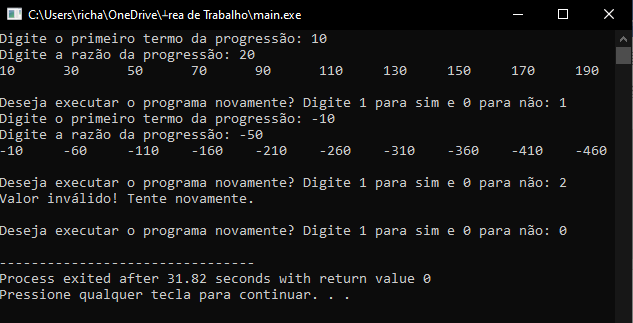 C:\Users\richa\OneDrive\┴rea de Trabalho\main.exe
Digite o primeiro termo da progressão: 10
Digite a razão da progressão: 20
10 30 50 70 90 110 130 150 170 190
Deseja executar o programa novamente? Digite 1 para sim e 0 para não: 1
Digite o primeiro termo da progressão: -10
Digite a razão da progressão: -50
-10 -60 -110 -160 -210 -260 -310 -360 -410 -460
Deseja executar o programa novamente? Digite 1 para sim e 0 para não: 2
Valor inválido! Tente novamente.
Deseja executar o programa novamente? Digite 1 para sim e 0 para não: 0
--------------------------------
Process exited after 31.82 seconds with return value 0
Pressione qualquer tecla para continuar. . .